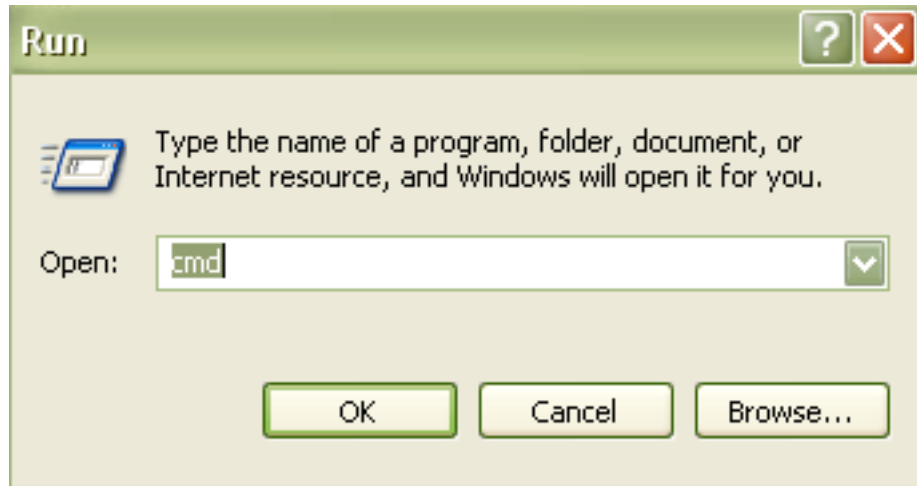 Run
Type the name of a program, folder, document, or
Internet resource, and Windows will open it for you.
Open: cmd
OK Cancel Browse...